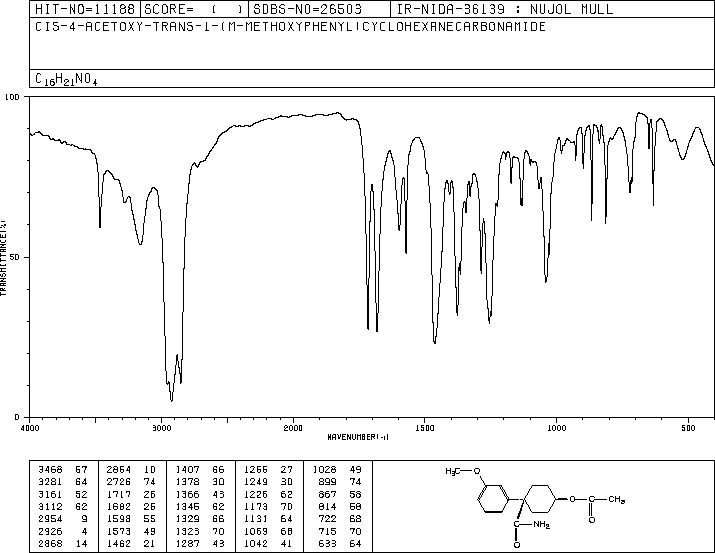 HIT-NO=11188 SCORE= ( ) SDBS-NO=26503 IR-NIDA-36139 : NUJOL MULL
CIS-4-ACETOXY-TRANS-1-(M-METHOXYPHENYL)CYCLOHEXANECARBONAMIDE
C16H21NO4
100
50
0
TRANSMITTANCE(%)
4000 3000 2000 1500 1000 500
WAVENUMBER(-1)
3468 57 2854 10 1407 66 1266 27 1028 49
3281 64 2726 74 1378 30 1249 30 899 74
3161 52 1717 26 1366 43 1226 62 867 58
3112 62 1682 26 1345 62 1173 70 814 58
2954 9 1598 55 1329 66 1131 64 722 68
2926 4 1573 49 1323 70 1069 68 715 70
2868 14 1462 21 1287 43 1042 41 633 64
H3C O
O C CH3
O
C NH2
O